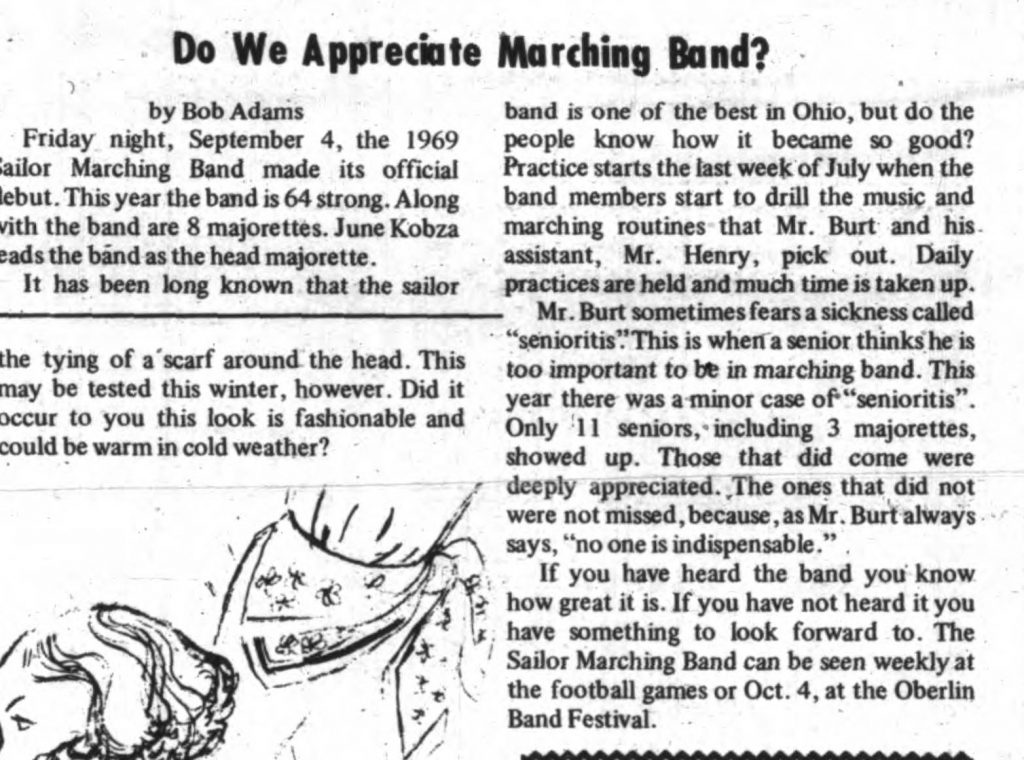 Do We Appreciate Marching Band?
by Bob Adams
Friday night, September 4, the 1969
Sailor Marching Band made its official
debut. This year the band is 64 strong. Along
with the band are 8 majorettes. June Kobza
eads the band as the head majorette.
It has been long known that the sailor
band is one of the best in Ohio, but do the
people know how it became so good?
Practice starts the last week of July when the
band members start to drill the music and
marching routines that Mr. Burt and his
assistant, Mr. Henry, pick out. Daily
practices are held and much time is taken up.
Mr. Burt sometimes fears a sickness called
“senioritis”. This is when a senior thinks he is
too important to be in marching band. This
year there was a minor case of “senioritis”.
Only 11 seniors, including 3 majorettes,
showed up. Those that did come were
deeply appreciated. The ones that did not
were not missed, because, as Mr. Burt always
says, “no one is indispensable.”
If you have heard the band you know
how great it is. If you have not heard it you
have something to look forward to. The
Sailor Marching Band can be seen weekly at
the football games or Oct. 4, at the Oberlin
Band Festival.
the tying of a scarf around the head. This
may be tested this winter, however. Did it
occur to you this look is fashionable and
could be warm in cold weather?